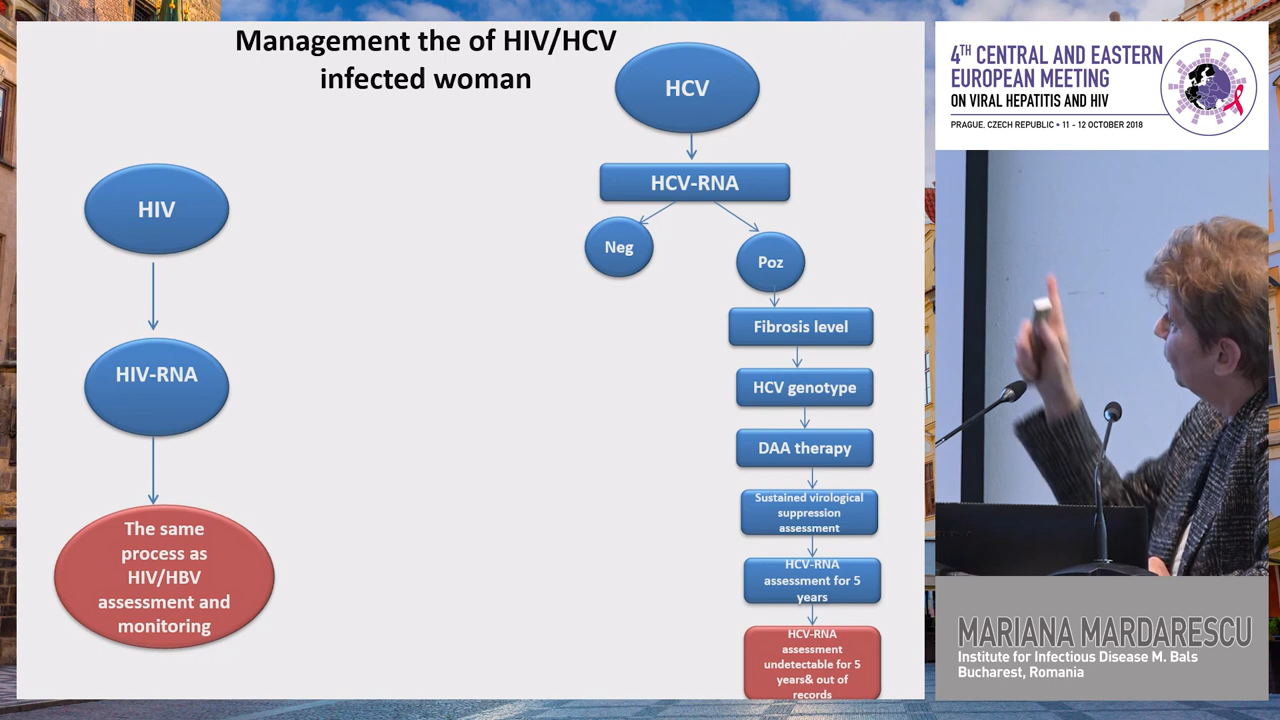 Management the of HIV/HCV
infected woman
HIV
HIV-RNA
The same
process as
HIV/HBV
assessment and
monitoring
HCV
HCV-RNA
Neg
Poz
Fibrosis level
HCV genotype
DAA therapy
Sustained virological
suppression
assessment
HCV-RNA
assessment for 5
years
HCV-RNA
assessment
undetectable for 5
years& out of
records
4TH CENTRAL AND EASTERN
EUROPEAN MEETING
ON VIRAL HEPATITIS AND HIV
PRAGUE, CZECH REPUBLIC • 11 - 12 OCTOBER 2018
MARIANA MARDARESCU
Institute for Infectious Disease M. Bals
Bucharest, Romania